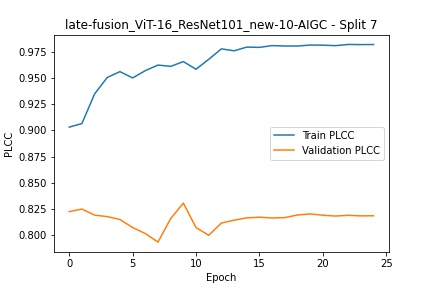 late-fusion_ViT-16_ResNet101_new-10-AIGC - Split 7
PLCC
0.975
0.950
0.925
0.900
0.875
0.850
0.825
0.800
Train PLCC
Validation PLCC
0
5
10
15
20
25
Epoch